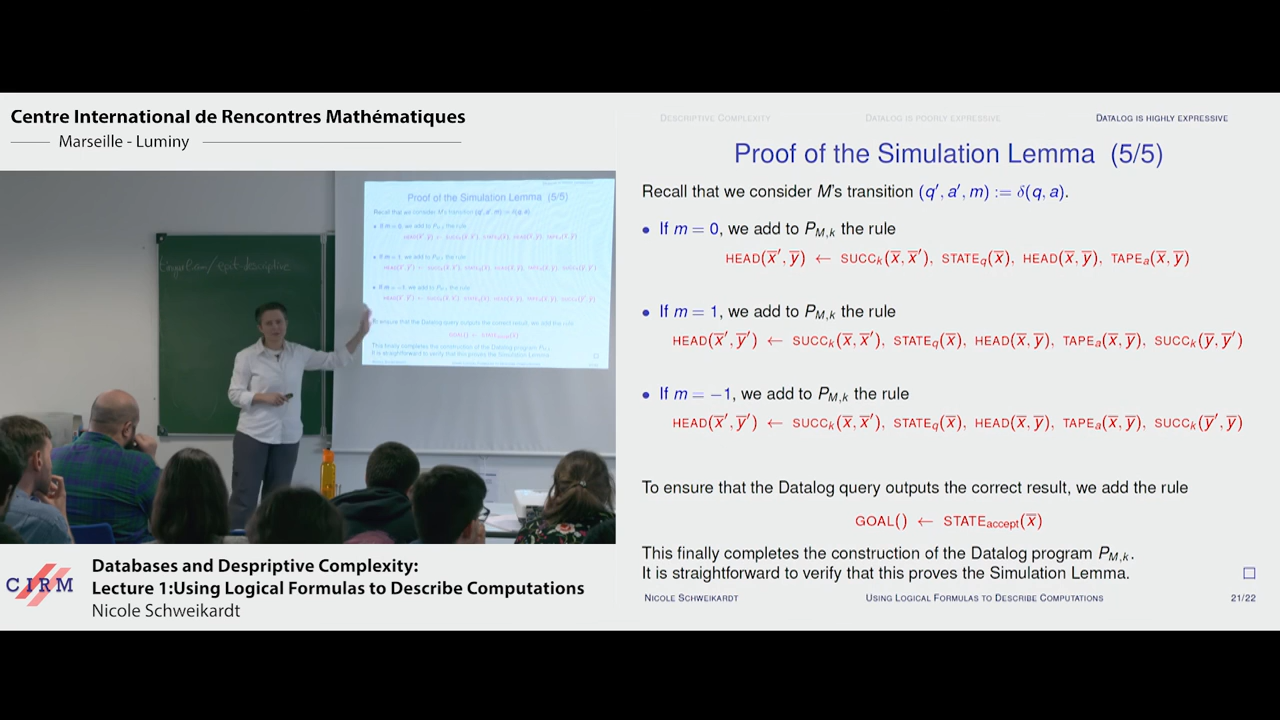 Centre International de Rencontres Mathématiques
Marseille - Luminy
tinyurl.com/epit-descriptive
Databases and Despriptive Complexity:
Lecture 1:Using Logical Formulas to Describe Computations
Nicole Schweikardt
CIRM
DESCRIPTIVE COMPLEXITY DATALOG IS POORLY EXPRESSIVE DATALOG IS HIGHLY EXPRESSIVE
Proof of the Simulation Lemma (5/5)
Recall that we consider M's transition (q′, a′, m) := δ(q, a).
• If m = 0, we add to P_{M,k} the rule
HEAD(x̅′, y̅) ← SUCC_k(x̅, x̅′), STATE_q(x̅), HEAD(x̅, y̅), TAPE_a(x̅, y̅)
• If m = 1, we add to P_{M,k} the rule
HEAD(x̅′, y̅′) ← SUCC_k(x̅, x̅′), STATE_q(x̅), HEAD(x̅, y̅), TAPE_a(x̅, y̅), SUCC_k(y̅, y̅′)
• If m = −1, we add to P_{M,k} the rule
HEAD(x̅′, y̅′) ← SUCC_k(x̅, x̅′), STATE_q(x̅), HEAD(x̅, y̅), TAPE_a(x̅, y̅), SUCC_k(y̅′, y̅)
To ensure that the Datalog query outputs the correct result, we add the rule
GOAL() ← STATE_accept(x̅)
This finally completes the construction of the Datalog program P_{M,k}.
It is straightforward to verify that this proves the Simulation Lemma. □
NICOLE SCHWEIKARDT USING LOGICAL FORMULAS TO DESCRIBE COMPUTATIONS 21/22